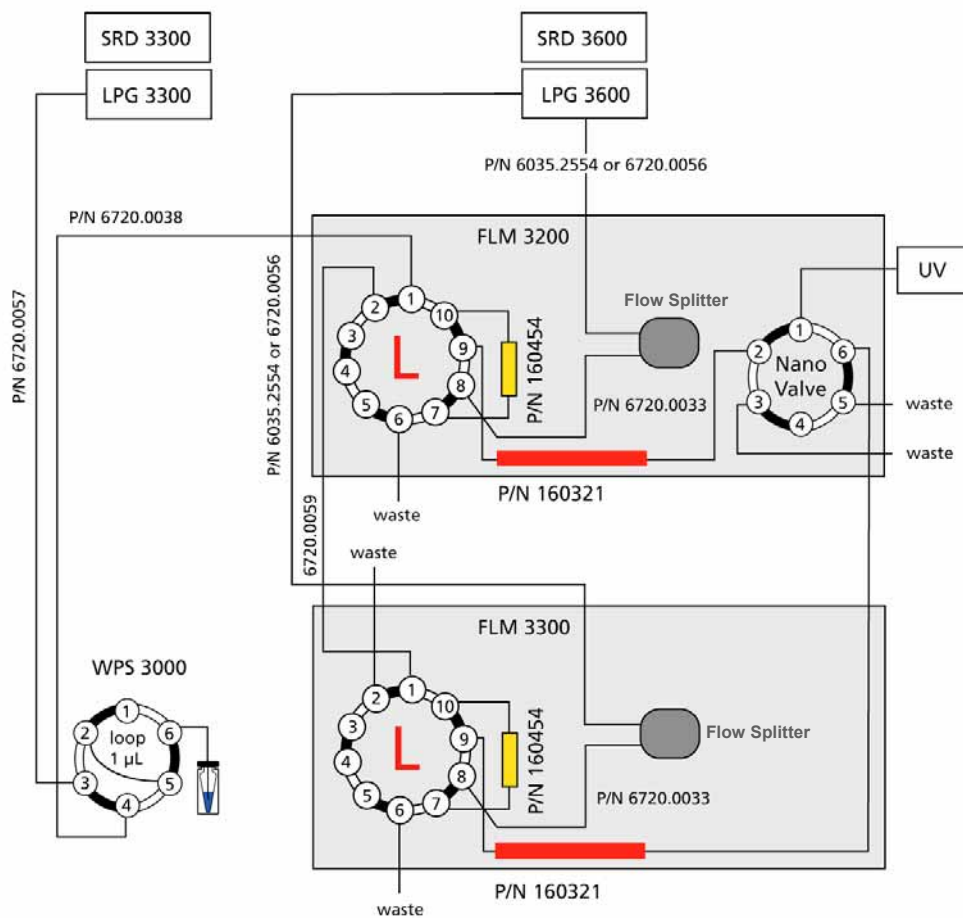 SRD 3300
LPG 3300
SRD 3600
LPG 3600
P/N 6035.2554 or 6720.0056
P/N 6720.0038
P/N 6720.0057
P/N 6035.2554 or 6720.0056
FLM 3200
1
2
3
4
5
6
7
8
9
10
L
P/N 160454
Flow Splitter
P/N 6720.0033
1
2
3
4
5
6
Nano
Valve
UV
waste
waste
P/N 160321
waste
6720.0059
waste
FLM 3300
1
2
3
4
5
6
7
8
9
10
L
P/N 160454
Flow Splitter
P/N 6720.0033
P/N 160321
waste
WPS 3000
1
2
3
4
5
6
loop
1 µL